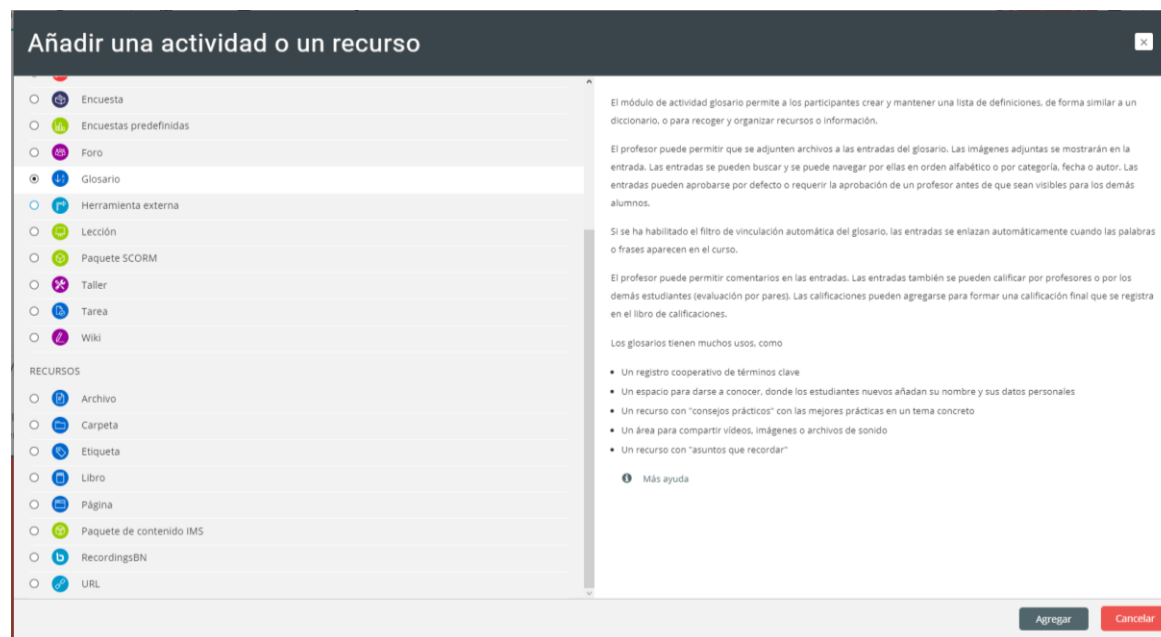 Añadir una actividad o un recurso
Encuesta
Encuestas predefinidas
Foro
Glosario
Herramienta externa
Lección
Paquete SCORM
Taller
Tarea
Wiki
RECURSOS
Archivo
Carpeta
Etiqueta
Libro
Página
Paquete de contenido IMS
RecordingsBN
URL
El módulo de actividad glosario permite a los participantes crear y mantener una lista de definiciones, de forma similar a un
diccionario, o para recoger y organizar recursos o información.
El profesor puede permitir que se adjunten archivos a las entradas del glosario. Las imágenes adjuntas se mostrarán en la
entrada. Las entradas se pueden buscar y se puede navegar por ellas en orden alfabético o por categoría, fecha o autor. Las
entradas pueden aprobarse por defecto o requerir la aprobación de un profesor antes de que sean visibles para los demás
alumnos.
Si se ha habilitado el filtro de vinculación automática del glosario, las entradas se enlazan automáticamente cuando las palabras
o frases aparecen en el curso.
El profesor puede permitir comentarios en las entradas. Las entradas también se pueden calificar por profesores o por los
demás estudiantes (evaluación por pares). Las calificaciones pueden agregarse para formar una calificación final que se registra
en el libro de calificaciones.
Los glosarios tienen muchos usos, como
• Un registro cooperativo de términos clave
• Un espacio para darse a conocer, donde los estudiantes nuevos añadan su nombre y sus datos personales
• Un recurso con "consejos prácticos" con las mejores prácticas en un tema concreto
• Un área para compartir vídeos, imágenes o archivos de sonido
• Un recurso con "asuntos que recordar"
Más ayuda
Agregar
Cancelar